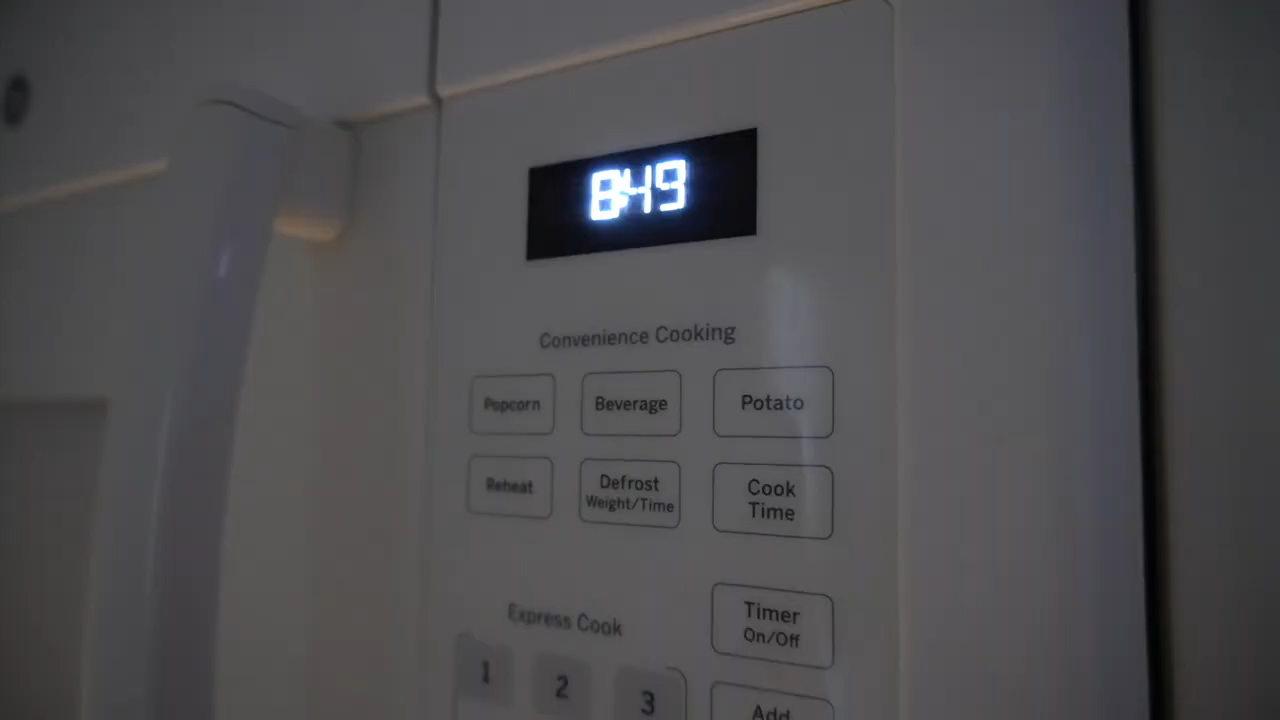 8:49
Convenience Cooking
Popcorn
Beverage
Potato
Reheat
Defrost
Weight/Time
Cook
Time
Express Cook
Timer
On/Off
1
2
3
Add